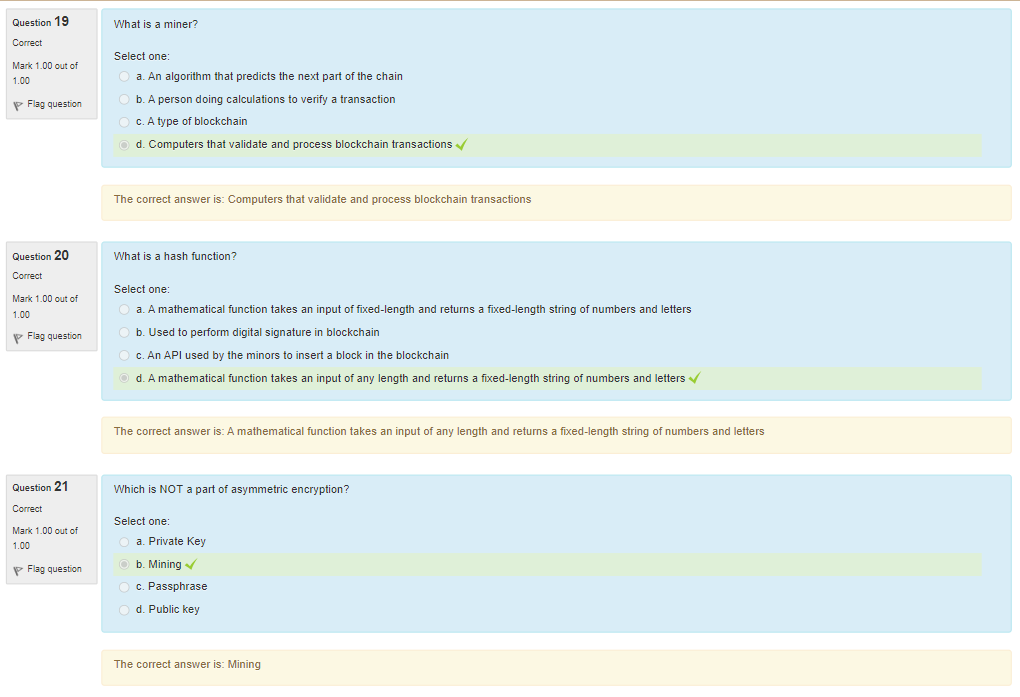 Question 19
Correct
Mark 1.00 out of
1.00
Flag question
What is a miner?
Select one:
a. An algorithm that predicts the next part of the chain
b. A person doing calculations to verify a transaction
c. A type of blockchain
d. Computers that validate and process blockchain transactions
The correct answer is: Computers that validate and process blockchain transactions
Question 20
Correct
Mark 1.00 out of
1.00
Flag question
What is a hash function?
Select one:
a. A mathematical function takes an input of fixed-length and returns a fixed-length string of numbers and letters
b. Used to perform digital signature in blockchain
c. An API used by the minors to insert a block in the blockchain
d. A mathematical function takes an input of any length and returns a fixed-length string of numbers and letters
The correct answer is: A mathematical function takes an input of any length and returns a fixed-length string of numbers and letters
Question 21
Correct
Mark 1.00 out of
1.00
Flag question
Which is NOT a part of asymmetric encryption?
Select one:
a. Private Key
b. Mining
c. Passphrase
d. Public key
The correct answer is: Mining